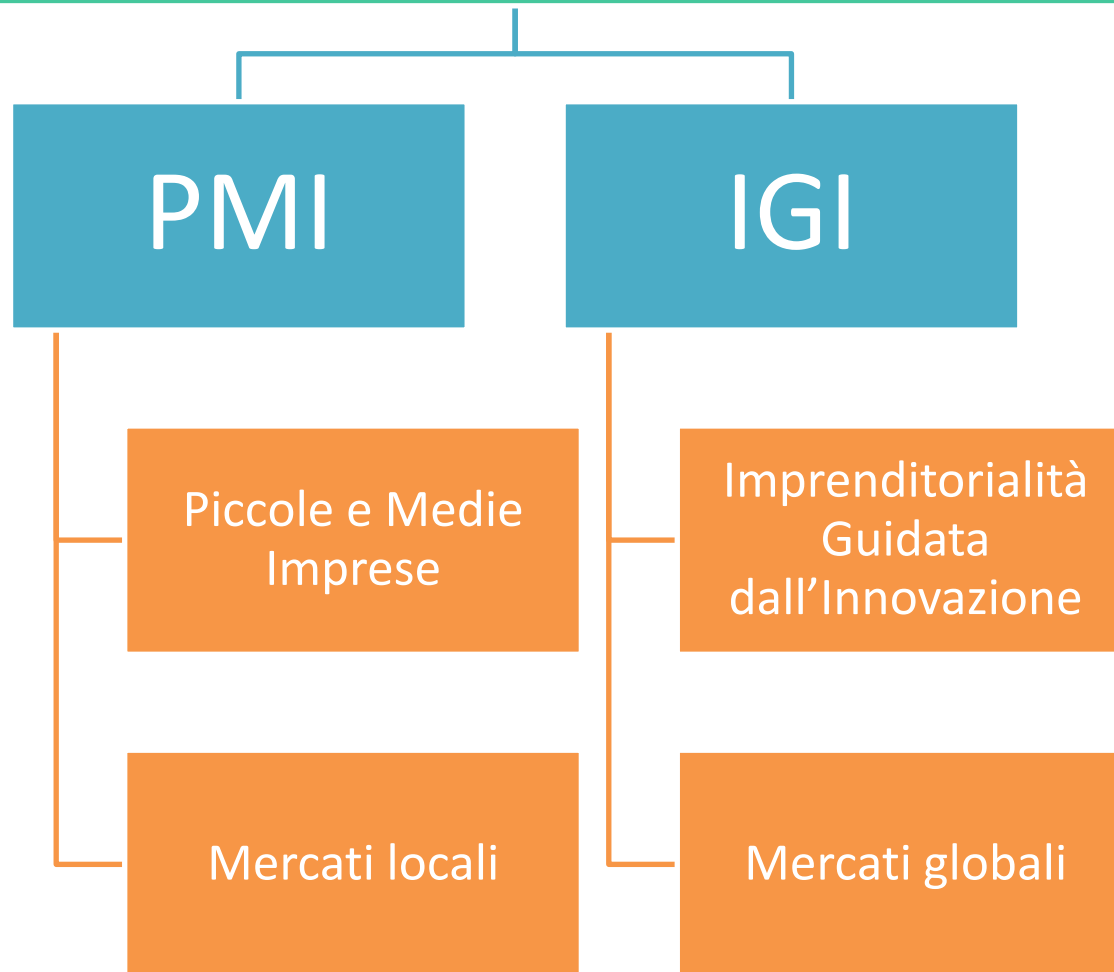 PMI
IGI
Piccole e Medie
Imprese
Imprenditorialità
Guidata
dall’Innovazione
Mercati locali
Mercati globali